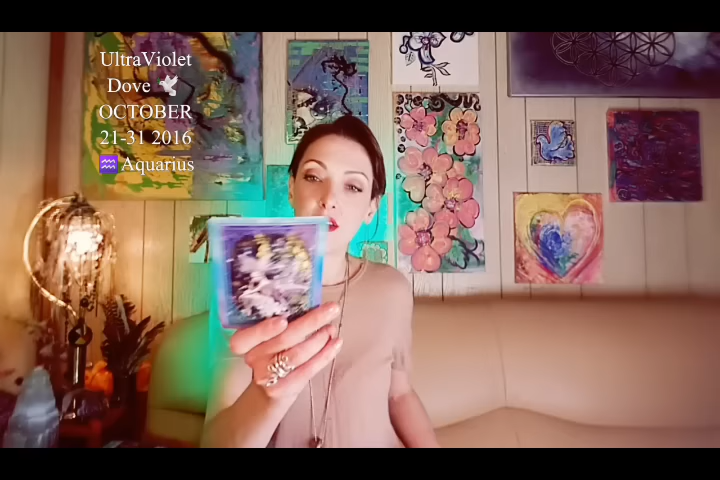 UltraViolet
Dove 🕊
OCTOBER
21-31 2016
♒Aquarius